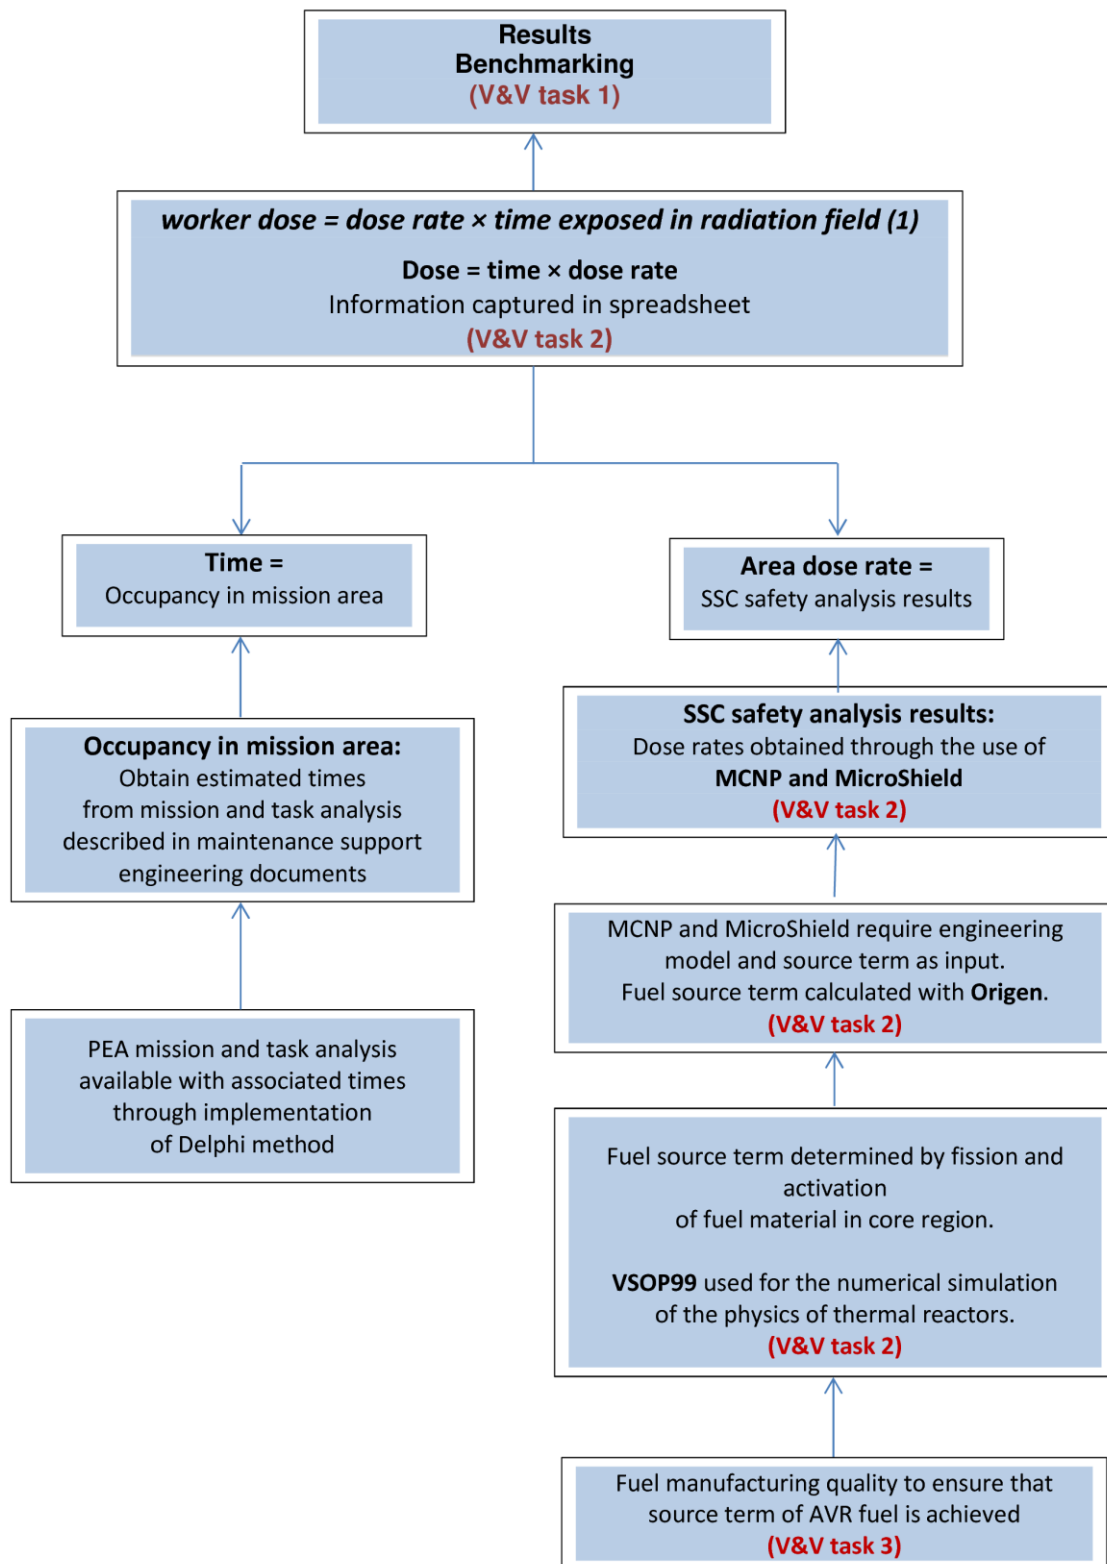 Results
Benchmarking
(V&V task 1)
worker dose = dose rate × time exposed in radiation field (1)
Dose = time × dose rate
Information captured in spreadsheet
(V&V task 2)
Time =
Occupancy in mission area
Area dose rate =
SSC safety analysis results
Occupancy in mission area:
Obtain estimated times
from mission and task analysis
described in maintenance support
engineering documents
SSC safety analysis results:
Dose rates obtained through the use of
MCNP and MicroShield
(V&V task 2)
PEA mission and task analysis
available with associated times
through implementation
of Delphi method
MCNP and MicroShield require engineering
model and source term as input.
Fuel source term calculated with Origen.
(V&V task 2)
Fuel source term determined by fission and
activation
of fuel material in core region.
VSOP99 used for the numerical simulation
of the physics of thermal reactors.
(V&V task 2)
Fuel manufacturing quality to ensure that
source term of AVR fuel is achieved
(V&V task 3)